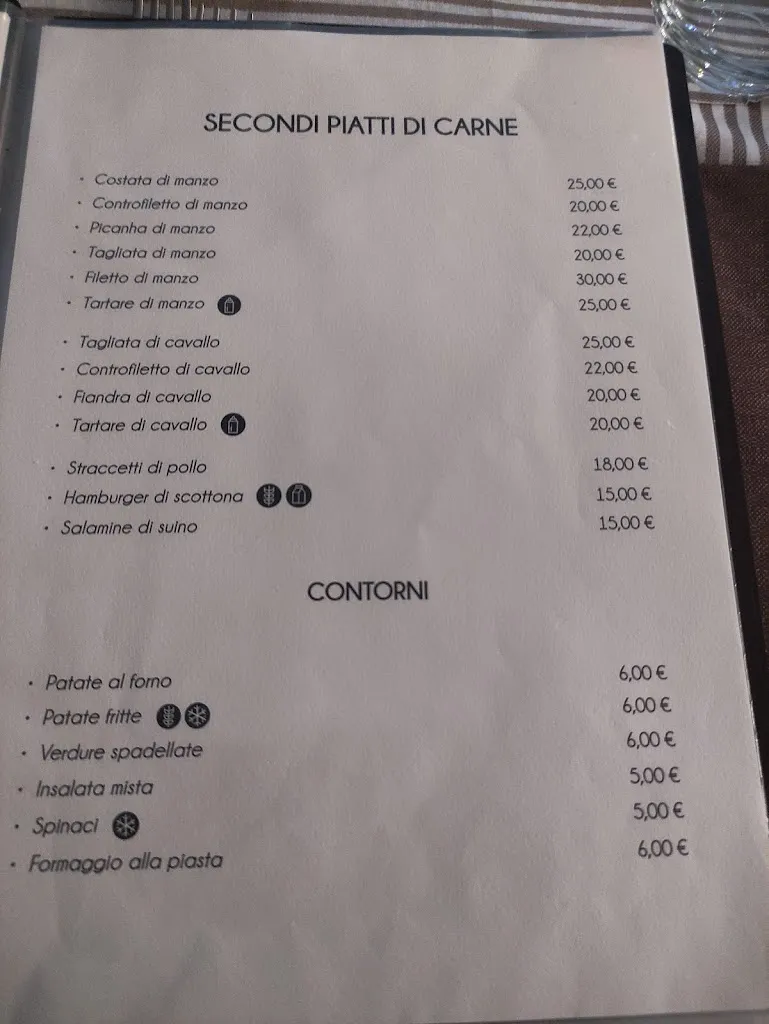 SECONDI PIATTI DI CARNE
• Costata di manzo 25,00 €
• Controfiletto di manzo 20,00 €
• Picanha di manzo 22,00 €
• Tagliata di manzo 20,00 €
• Filetto di manzo 30,00 €
• Tartare di manzo 25,00 €
• Tagliata di cavallo 25,00 €
• Controfiletto di cavallo 22,00 €
• Fiandra di cavallo 20,00 €
• Tartare di cavallo 20,00 €
• Straccetti di pollo 18,00 €
• Hamburger di scottona 15,00 €
• Salamine di suino 15,00 €
CONTORNI
• Patate al forno 6,00 €
• Patate fritte 6,00 €
• Verdure spadellate 6,00 €
• Insalata mista 5,00 €
• Spinaci 5,00 €
• Formaggio alla piasta 6,00 €